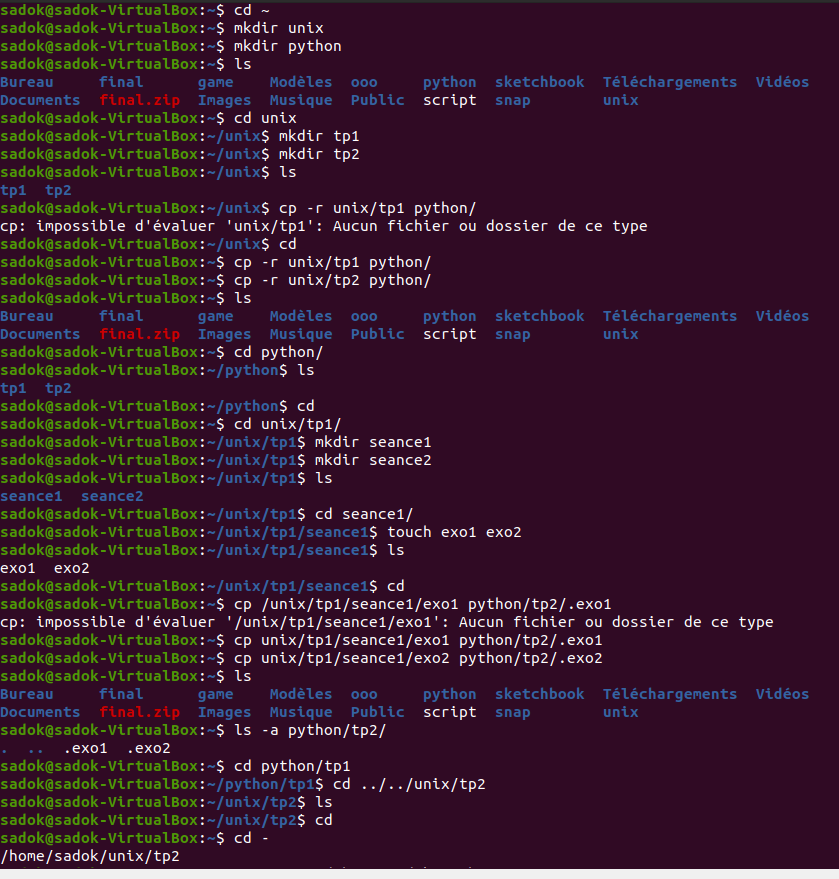 sadok@sadok-VirtualBox:~$ cd ~
sadok@sadok-VirtualBox:~$ mkdir unix
sadok@sadok-VirtualBox:~$ mkdir python
sadok@sadok-VirtualBox:~$ ls
Bureau     final      game    Modèles  ooo     python  sketchbook  Téléchargements  Vidéos
Documents  final.zip  Images  Musique  Public  script  snap        unix
sadok@sadok-VirtualBox:~$ cd unix
sadok@sadok-VirtualBox:~/unix$ mkdir tp1
sadok@sadok-VirtualBox:~/unix$ mkdir tp2
sadok@sadok-VirtualBox:~/unix$ ls
tp1  tp2
sadok@sadok-VirtualBox:~/unix$ cp -r unix/tp1 python/
cp: impossible d'évaluer 'unix/tp1': Aucun fichier ou dossier de ce type
sadok@sadok-VirtualBox:~/unix$ cd
sadok@sadok-VirtualBox:~$ cp -r unix/tp1 python/
sadok@sadok-VirtualBox:~$ cp -r unix/tp2 python/
sadok@sadok-VirtualBox:~$ ls
Bureau     final      game    Modèles  ooo     python  sketchbook  Téléchargements  Vidéos
Documents  final.zip  Images  Musique  Public  script  snap        unix
sadok@sadok-VirtualBox:~$ cd python/
sadok@sadok-VirtualBox:~/python$ ls
tp1  tp2
sadok@sadok-VirtualBox:~/python$ cd
sadok@sadok-VirtualBox:~$ cd unix/tp1/
sadok@sadok-VirtualBox:~/unix/tp1$ mkdir seance1
sadok@sadok-VirtualBox:~/unix/tp1$ mkdir seance2
sadok@sadok-VirtualBox:~/unix/tp1$ ls
seance1  seance2
sadok@sadok-VirtualBox:~/unix/tp1$ cd seance1/
sadok@sadok-VirtualBox:~/unix/tp1/seance1$ touch exo1 exo2
sadok@sadok-VirtualBox:~/unix/tp1/seance1$ ls
exo1  exo2
sadok@sadok-VirtualBox:~/unix/tp1/seance1$ cd
sadok@sadok-VirtualBox:~$ cp /unix/tp1/seance1/exo1 python/tp2/.exo1
cp: impossible d'évaluer '/unix/tp1/seance1/exo1': Aucun fichier ou dossier de ce type
sadok@sadok-VirtualBox:~$ cp unix/tp1/seance1/exo1 python/tp2/.exo1
sadok@sadok-VirtualBox:~$ cp unix/tp1/seance1/exo2 python/tp2/.exo2
sadok@sadok-VirtualBox:~$ ls
Bureau     final      game    Modèles  ooo     python  sketchbook  Téléchargements  Vidéos
Documents  final.zip  Images  Musique  Public  script  snap        unix
sadok@sadok-VirtualBox:~$ ls -a python/tp2/
.  ..  .exo1  .exo2
sadok@sadok-VirtualBox:~$ cd python/tp1
sadok@sadok-VirtualBox:~/python/tp1$ cd ../../unix/tp2
sadok@sadok-VirtualBox:~/unix/tp2$ ls
sadok@sadok-VirtualBox:~/unix/tp2$ cd
sadok@sadok-VirtualBox:~$ cd -
/home/sadok/unix/tp2